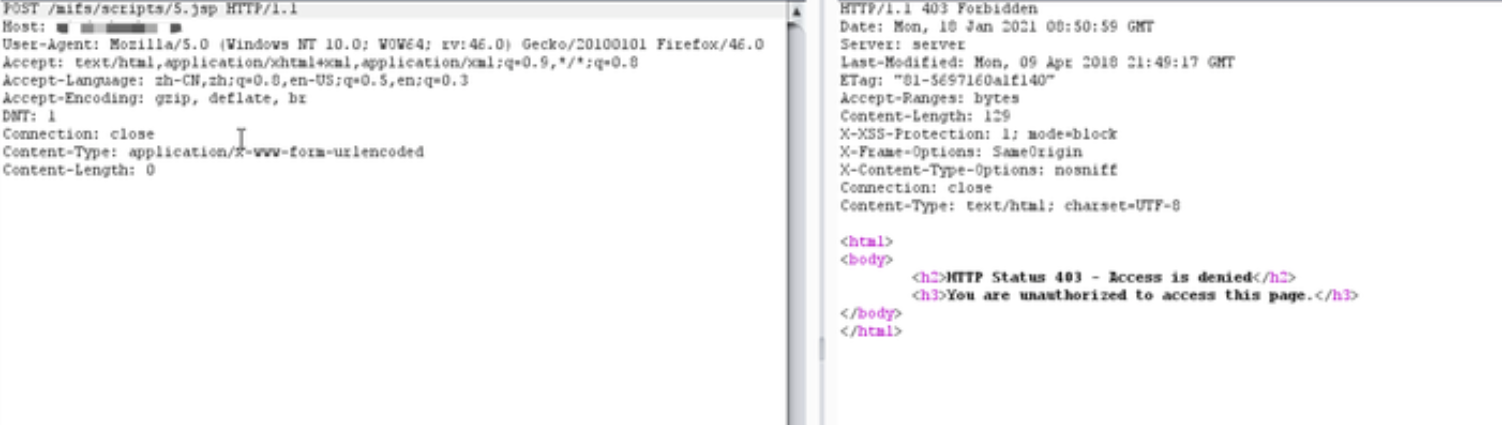 POST /mifs/scripts/5.jsp HTTP/1.1
Host:
User-Agent: Mozilla/5.0 (Windows NT 10.0; WOW64; rv:46.0) Gecko/20100101 Firefox/46.0
Accept: text/html,application/xhtml+xml,application/xml;q=0.9,*/*;q=0.8
Accept-Language: zh-CN,zh;q=0.8,en-US;q=0.5,en;q=0.3
Accept-Encoding: gzip, deflate, br
DNT: 1
Connection: close
Content-Type: application/x-www-form-urlencoded
Content-Length: 0
HTTP/1.1 403 Forbidden
Date: Mon, 18 Jan 2021 08:50:59 GMT
Server: server
Last-Modified: Mon, 09 Apr 2018 21:49:17 GMT
ETag: "81-5697160a1f140"
Accept-Ranges: bytes
Content-Length: 129
X-XSS-Protection: 1; mode=block
X-Frame-Options: SameOrigin
X-Content-Type-Options: nosniff
Connection: close
Content-Type: text/html; charset=UTF-8
<html>
<body>
<h2>HTTP Status 403 - Access is denied</h2>
<h3>You are unauthorized to access this page.</h3>
</body>
</html>